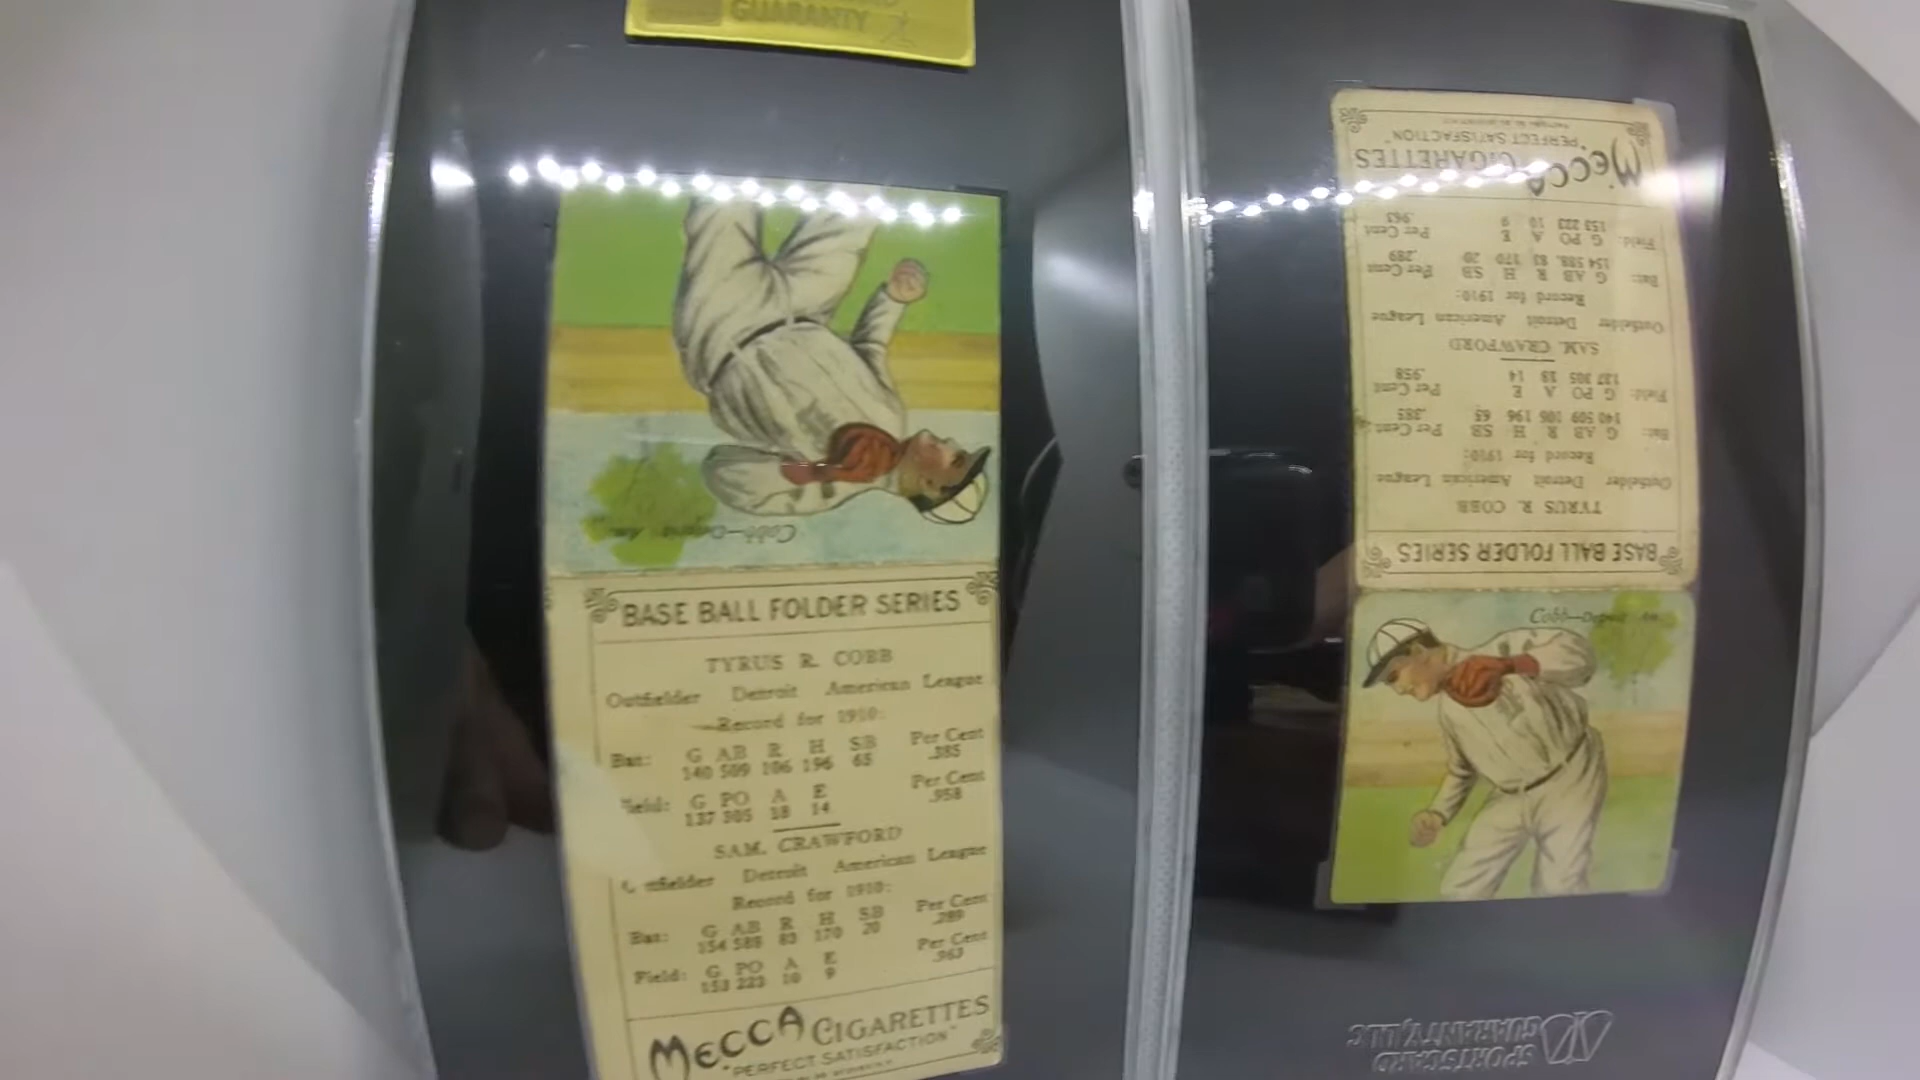 GUARANTY
Cobb—Detroit Am.
BASE BALL FOLDER SERIES
TYRUS R. COBB
Outfielder Detroit American League
Record for 1910:
Bat: G AB R H SB Per Cent
140 509 106 196 65 .385
Field: G PO A E Per Cent
137 305 18 14 .958
SAM. CRAWFORD
Outfielder Detroit American League
Record for 1910:
Bat: G AB R H SB Per Cent
154 588 83 170 20 .289
Field: G PO A E Per Cent
153 223 10 9 .963
MECCA CIGARETTES
"PERFECT SATISFACTION"
MECCA CIGARETTES
"PERFECT SATISFACTION"
BASE BALL FOLDER SERIES
TYRUS R. COBB
Outfielder Detroit American League
Record for 1910:
Bat: G AB R H SB Per Cent
140 509 106 196 65 .385
Field: G PO A E Per Cent
137 305 18 14 .958
SAM. CRAWFORD
Outfielder Detroit American League
Record for 1910:
Bat: G AB R H SB Per Cent
154 588 83 170 20 .289
Field: G PO A E Per Cent
153 223 10 9 .963
Cobb—Detroit Am.
SPORTSCARD
GUARANTY, LLC